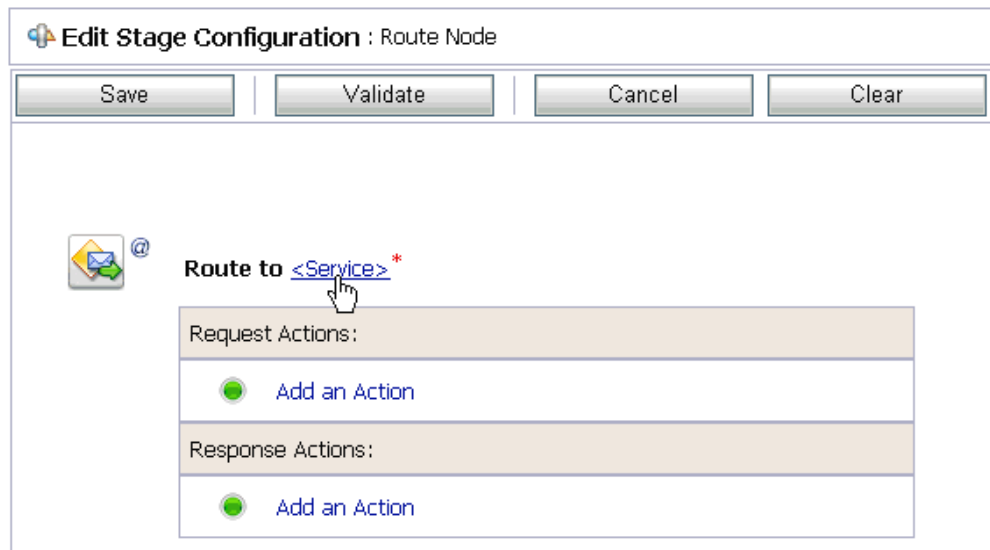 Edit Stage Configuration : Route Node
Save Validate Cancel Clear
@
Route to <Service>*
Request Actions:
Add an Action
Response Actions:
Add an Action